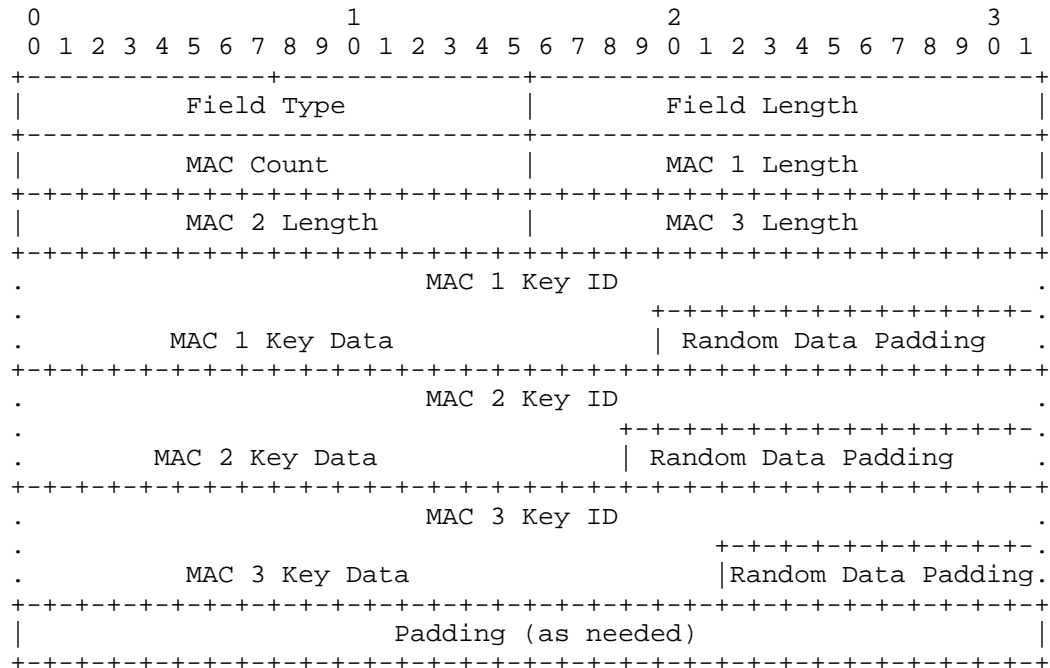 0                   1                   2                   3
 0 1 2 3 4 5 6 7 8 9 0 1 2 3 4 5 6 7 8 9 0 1 2 3 4 5 6 7 8 9 0 1
+---------------+---------------+-------------------------------+
|          Field Type           |        Field Length           |
+-------------------------------+-------------------------------+
|          MAC Count            |        MAC 1 Length           |
+-+-+-+-+-+-+-+-+-+-+-+-+-+-+-+-+-+-+-+-+-+-+-+-+-+-+-+-+-+-+-+-+
|          MAC 2 Length         |        MAC 3 Length           |
+-+-+-+-+-+-+-+-+-+-+-+-+-+-+-+-+-+-+-+-+-+-+-+-+-+-+-+-+-+-+-+-+
.                         MAC 1 Key ID                          .
.                                       +-+-+-+-+-+-+-+-+-+-+-+-.
.         MAC 1 Key Data                | Random Data Padding   .
+-+-+-+-+-+-+-+-+-+-+-+-+-+-+-+-+-+-+-+-+-+-+-+-+-+-+-+-+-+-+-+-+
.                         MAC 2 Key ID                          .
.                                     +-+-+-+-+-+-+-+-+-+-+-+-+-.
.        MAC 2 Key Data               | Random Data Padding     .
+-+-+-+-+-+-+-+-+-+-+-+-+-+-+-+-+-+-+-+-+-+-+-+-+-+-+-+-+-+-+-+-+
.                         MAC 3 Key ID                          .
.                                           +-+-+-+-+-+-+-+-+-+-.
.          MAC 3 Key Data                   |Random Data Padding.
+-+-+-+-+-+-+-+-+-+-+-+-+-+-+-+-+-+-+-+-+-+-+-+-+-+-+-+-+-+-+-+-+
|                       Padding (as needed)                     |
+-+-+-+-+-+-+-+-+-+-+-+-+-+-+-+-+-+-+-+-+-+-+-+-+-+-+-+-+-+-+-+-+